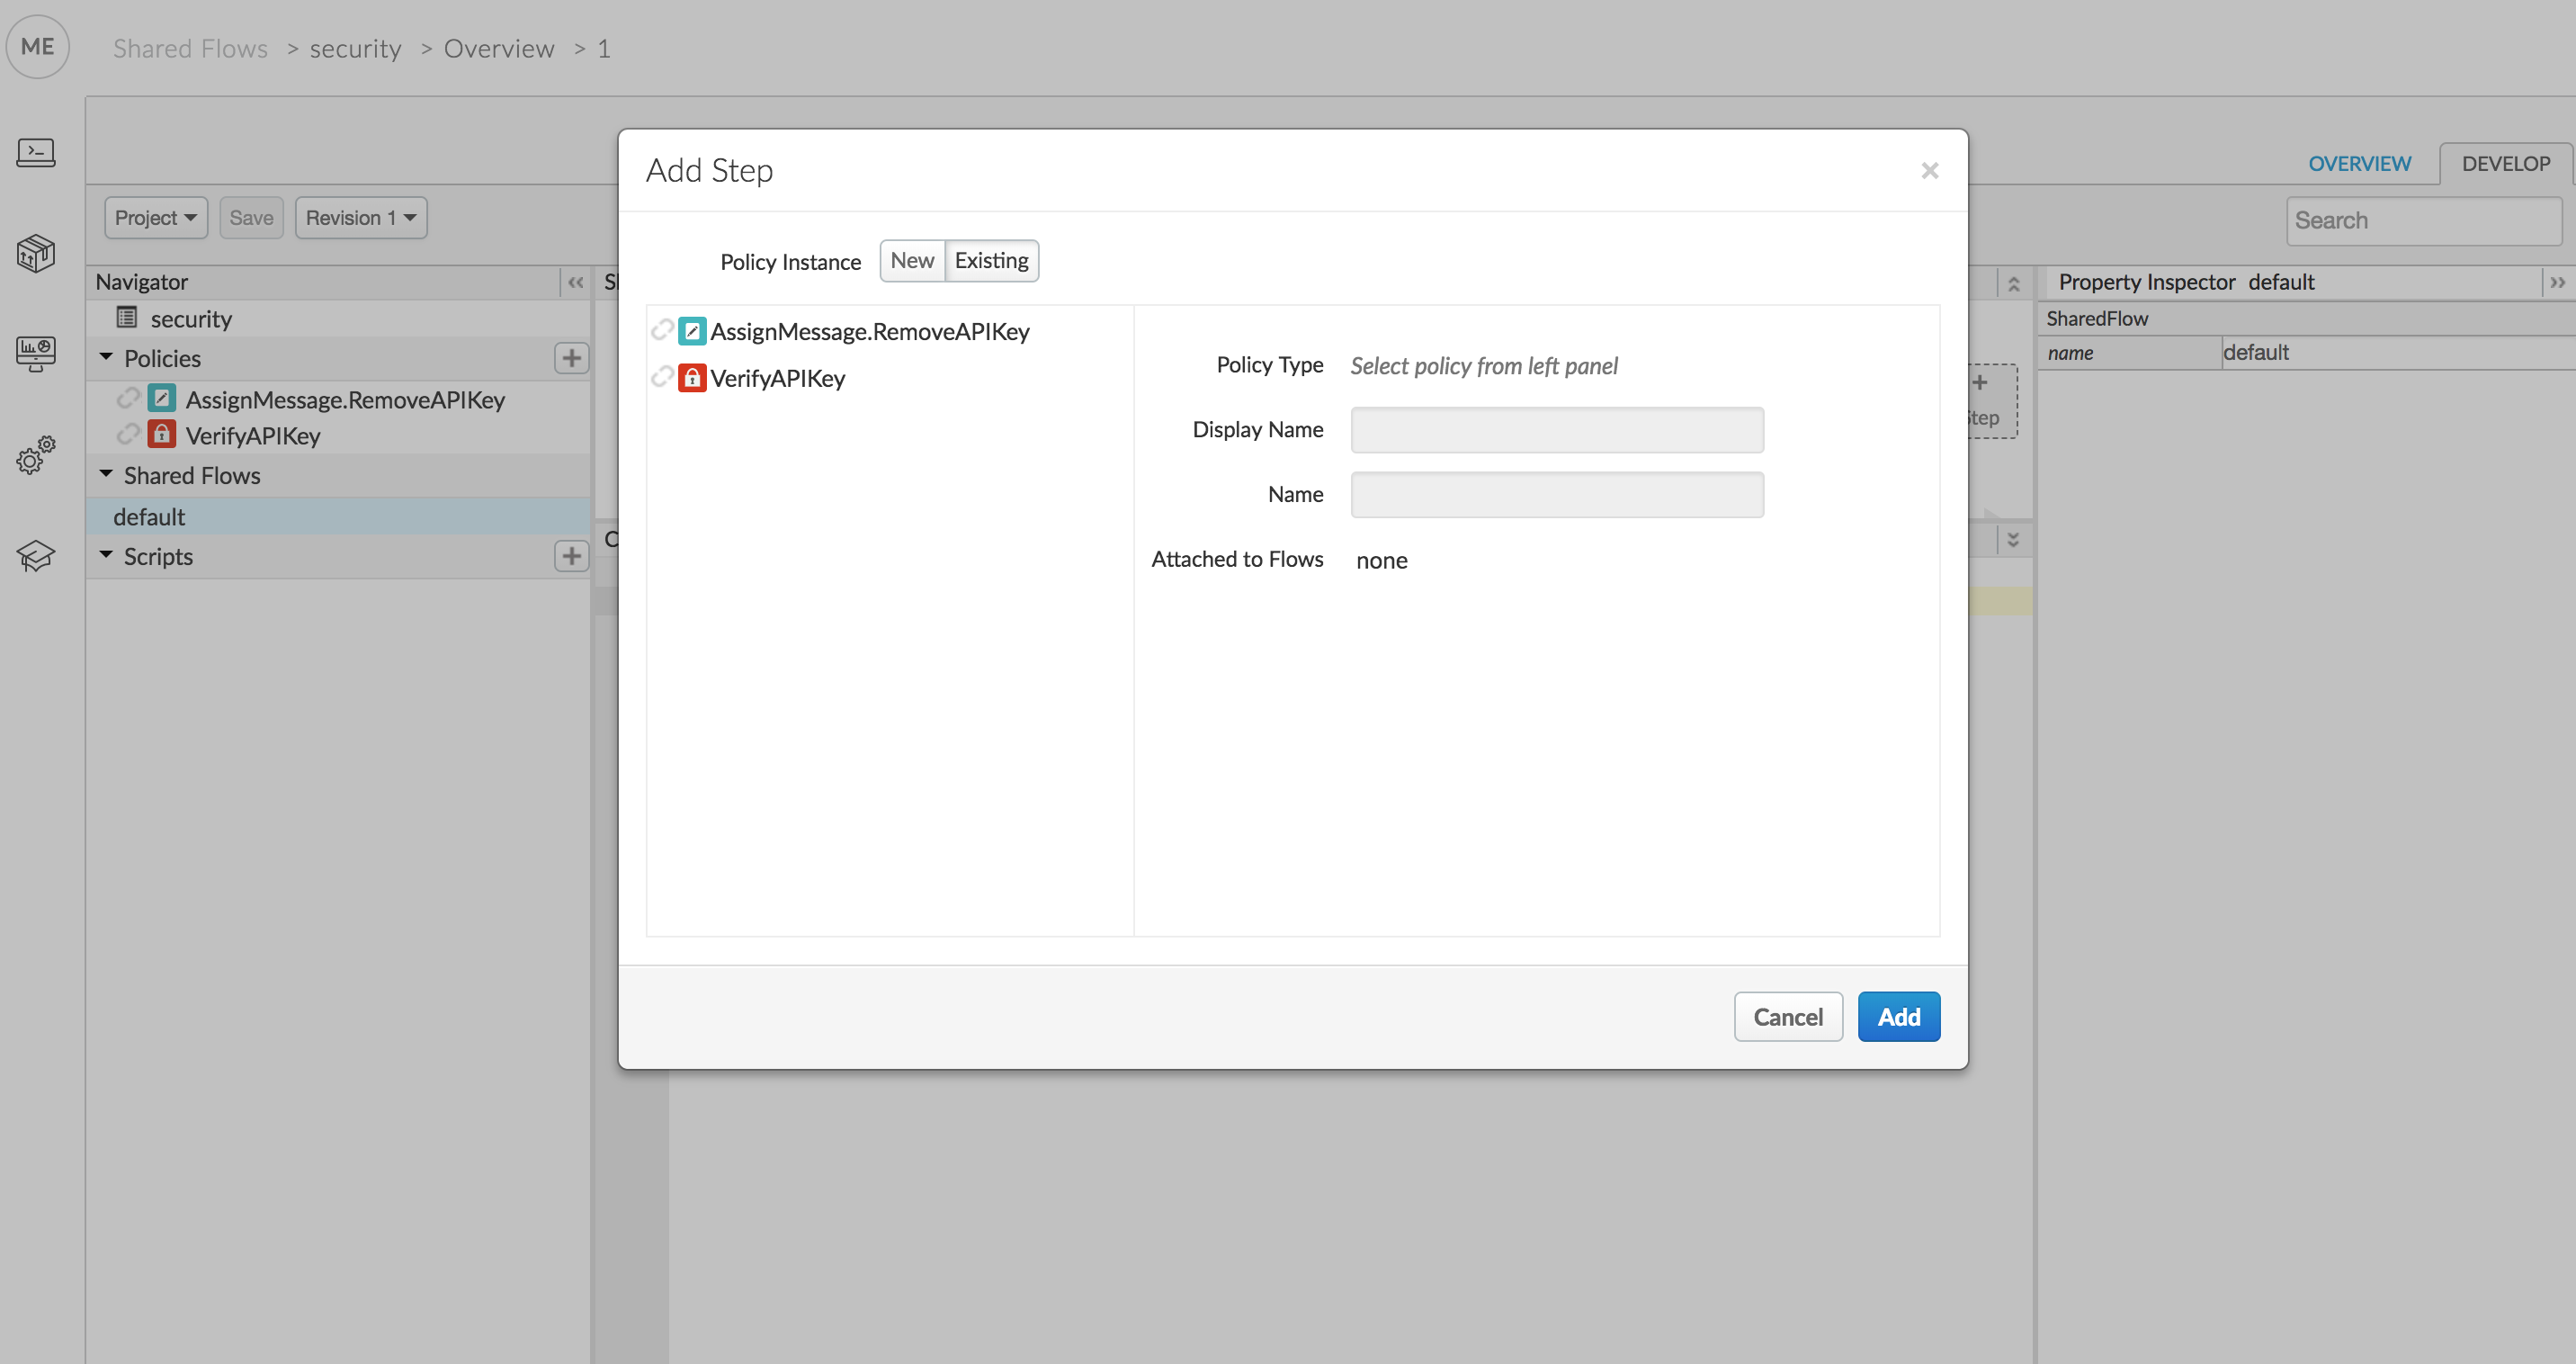 ME
Shared Flows > security > Overview > 1
OVERVIEW
DEVELOP
Project
Save
Revision 1
Search
Navigator
security
Policies
AssignMessage.RemoveAPIKey
VerifyAPIKey
Shared Flows
default
Scripts
Add Step
Policy Instance
New
Existing
AssignMessage.RemoveAPIKey
VerifyAPIKey
Policy Type Select policy from left panel
Display Name
Name
Attached to Flows none
Cancel
Add
Property Inspector default
SharedFlow
name default